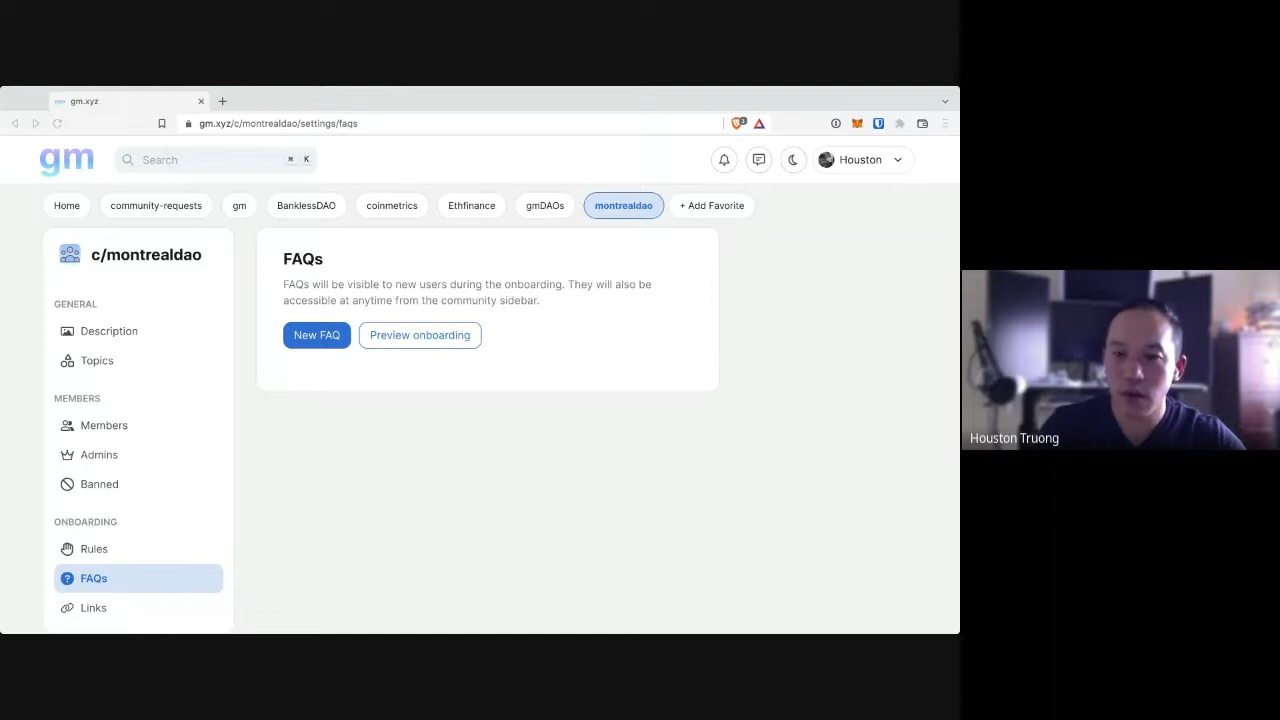 gm.xyz
gm.xyz/c/montrealdao/settings/faqs
gm
Search
⌘ K
Houston
Home
community-requests
gm
BanklessDAO
coinmetrics
Ethfinance
gmDAOs
montrealdao
+ Add Favorite
c/montrealdao
GENERAL
Description
Topics
MEMBERS
Members
Admins
Banned
ONBOARDING
Rules
FAQs
Links
FAQs
FAQs will be visible to new users during the onboarding. They will also be
accessible at anytime from the community sidebar.
New FAQ
Preview onboarding
Houston Truong